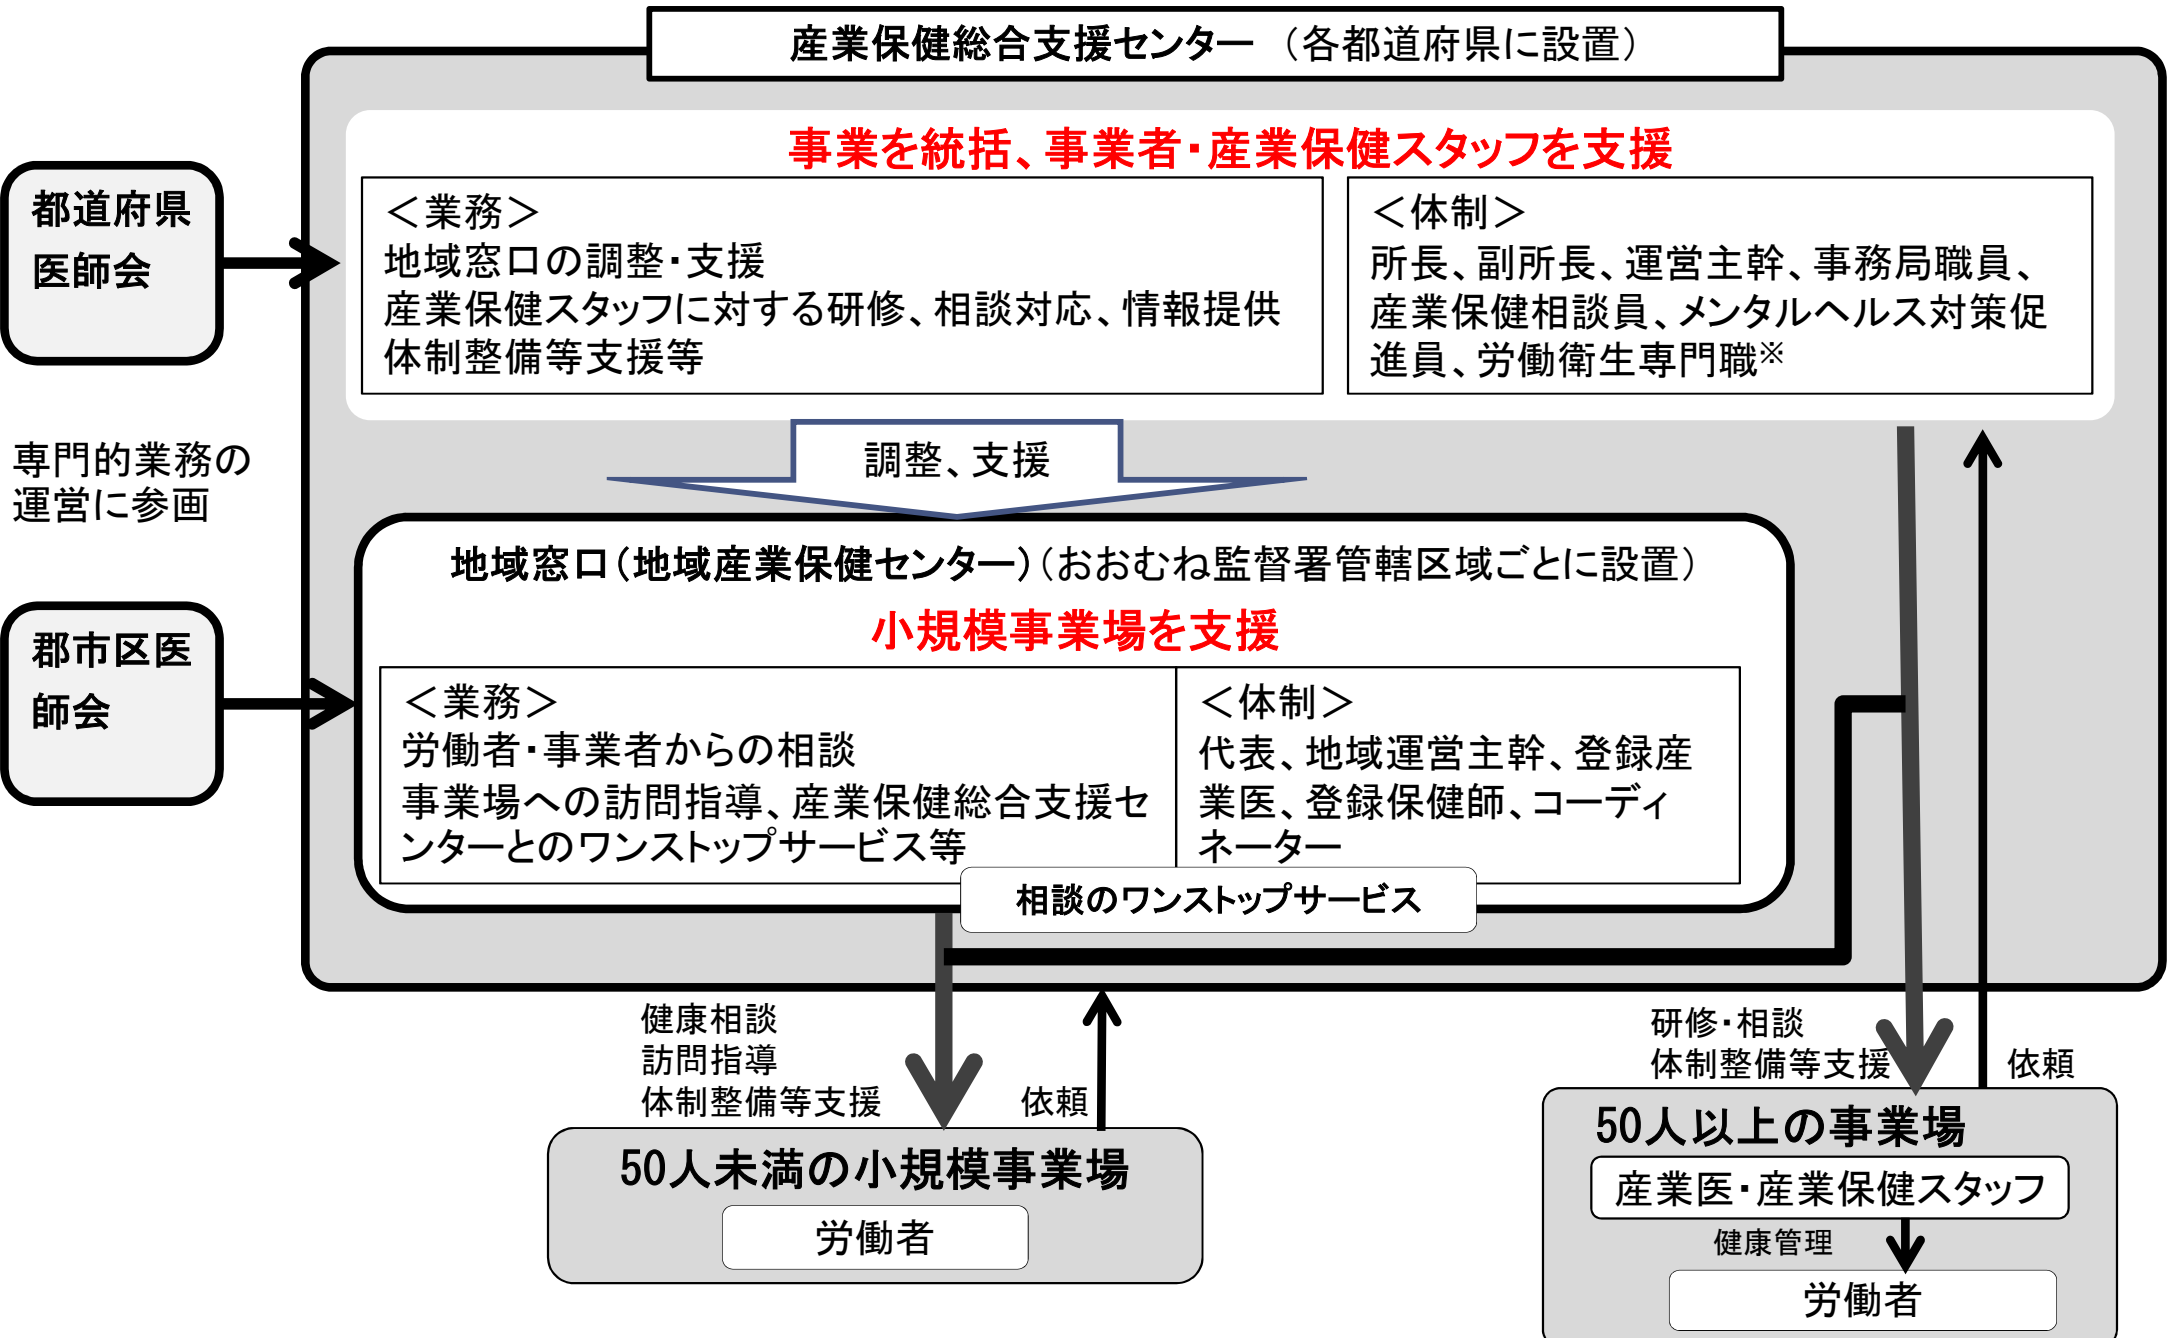 産業保健総合支援センター （各都道府県に設置）
事業を統括、事業者・産業保健スタッフを支援
＜業務＞
地域窓口の調整・支援
産業保健スタッフに対する研修、相談対応、情報提供
体制整備等支援等
＜体制＞
所長、副所長、運営主幹、事務局職員、
産業保健相談員、メンタルヘルス対策促
進員、労働衛生専門職※
都道府県
医師会
専門的業務の
運営に参画
調整、支援
地域窓口（地域産業保健センター）（おおむね監督署管轄区域ごとに設置）
小規模事業場を支援
郡市区医
師会
＜業務＞
労働者・事業者からの相談
事業場への訪問指導、産業保健総合支援セ
ンターとのワンストップサービス等
＜体制＞
代表、地域運営主幹、登録産
業医、登録保健師、コーディ
ネーター
相談のワンストップサービス
健康相談
訪問指導
体制整備等支援
依頼
研修・相談
体制整備等支援
依頼
50人未満の小規模事業場
労働者
50人以上の事業場
産業医・産業保健スタッフ
健康管理
労働者